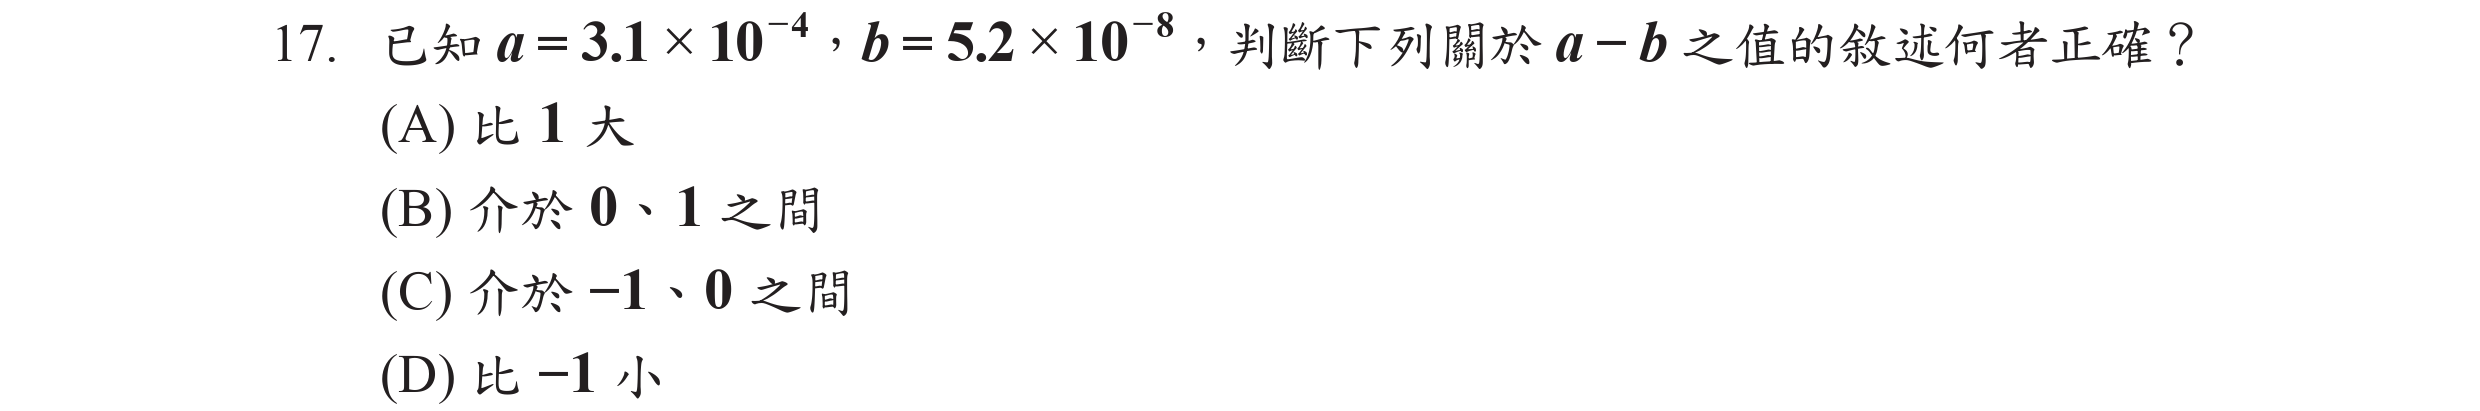 17. 已知 a = 3.1 × 10⁻⁴，b = 5.2 × 10⁻⁸，判斷下列關於 a − b 之值的敘述何者正確？
(A) 比 1 大
(B) 介於 0、1 之間
(C) 介於 −1、0 之間
(D) 比 −1 小